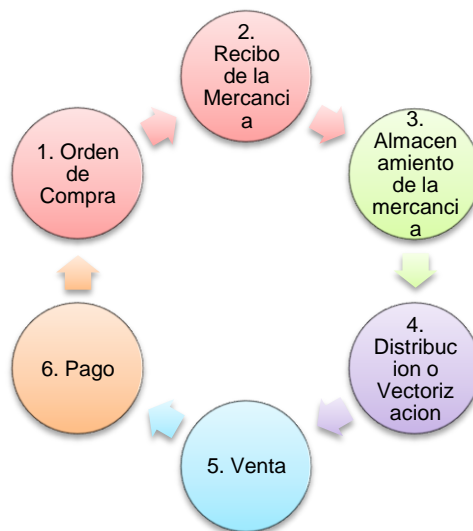 1. Orden
de
Compra
2.
Recibo
de la
Mercanci
a
3.
Almacen
amiento
de la
mercanci
a
4.
Distribuc
ion o
Vectoriz
acion
5. Venta
6. Pago